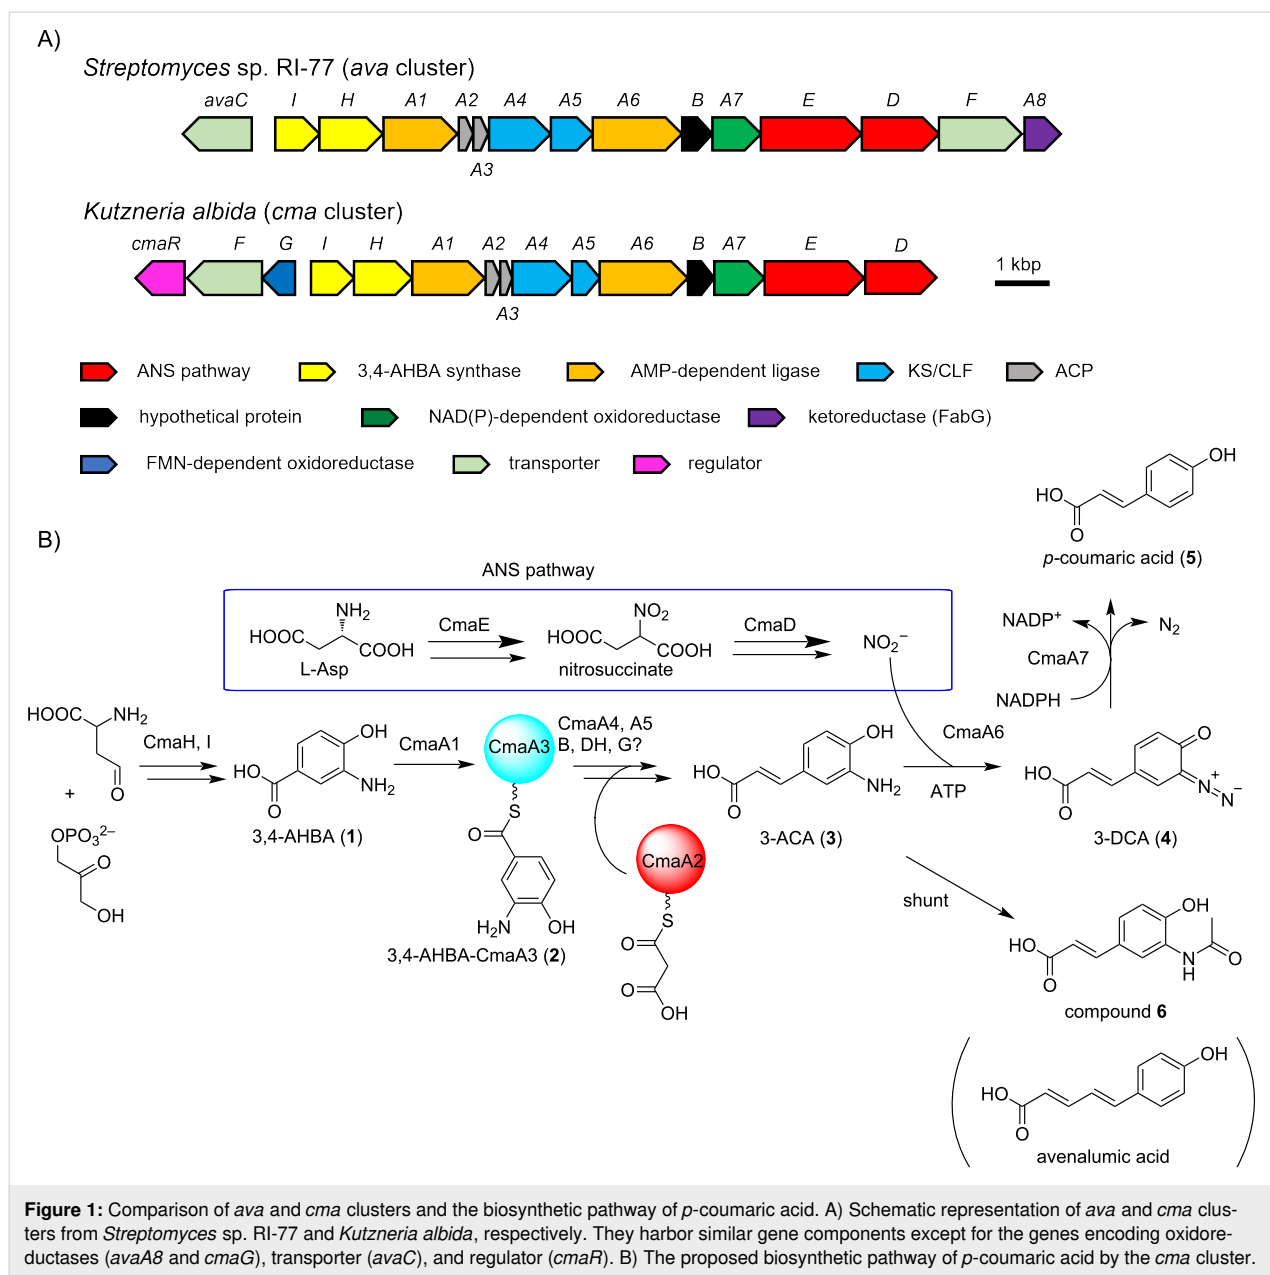 A)
Streptomyces sp. RI-77 (ava cluster)
avaC I H A1 A2 A4 A5 A6 B A7 E D F A8
A3
Kutzneria albida (cma cluster)
cmaR F G I H A1 A2 A4 A5 A6 B A7 E D
A3
1 kbp
ANS pathway 3,4-AHBA synthase AMP-dependent ligase KS/CLF ACP
hypothetical protein NAD(P)-dependent oxidoreductase ketoreductase (FabG)
FMN-dependent oxidoreductase transporter regulator
B)
ANS pathway
NH2
HOOC COOH
L-Asp
CmaE
NO2
HOOC COOH
nitrosuccinate
CmaD
NO2−
HO OH
O
p-coumaric acid (5)
NADP+ N2
CmaA7
NADPH
HOOC NH2
O
+
OPO32−
O
OH
CmaH, I
OH
HO NH2
O
3,4-AHBA (1)
CmaA1
CmaA3
S
O
H2N OH
3,4-AHBA-CmaA3 (2)
CmaA4, A5
B, DH, G?
CmaA2
S
O
O
OH
OH
HO NH2
O
3-ACA (3)
CmaA6
ATP
O
HO N+
N−
O
3-DCA (4)
shunt
OH
HO O
N
H
O
compound 6
OH
HO
O
avenalumic acid
Figure 1: Comparison of ava and cma clusters and the biosynthetic pathway of p-coumaric acid. A) Schematic representation of ava and cma clus-
ters from Streptomyces sp. RI-77 and Kutzneria albida, respectively. They harbor similar gene components except for the genes encoding oxidore-
ductases (avaA8 and cmaG), transporter (avaC), and regulator (cmaR). B) The proposed biosynthetic pathway of p-coumaric acid by the cma cluster.